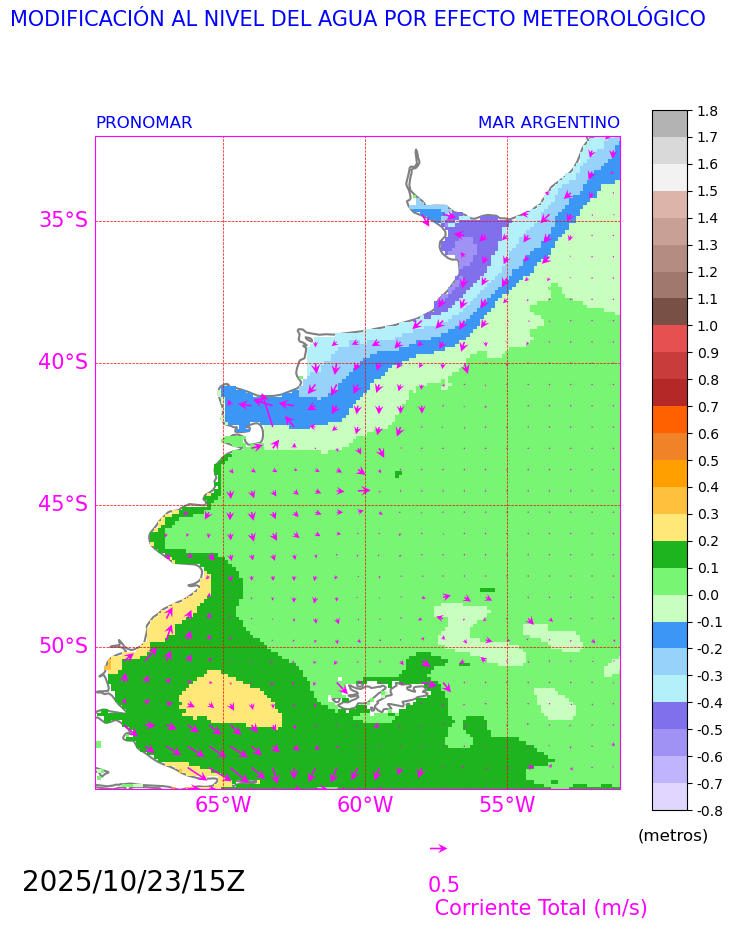 MODIFICACIÓN AL NIVEL DEL AGUA POR EFECTO METEOROLÓGICO
PRONOMAR
MAR ARGENTINO
35°S
40°S
45°S
50°S
65°W
60°W
55°W
1.8
1.7
1.6
1.5
1.4
1.3
1.2
1.1
1.0
0.9
0.8
0.7
0.6
0.5
0.4
0.3
0.2
0.1
0.0
-0.1
-0.2
-0.3
-0.4
-0.5
-0.6
-0.7
-0.8
(metros)
2025/10/23/15Z
0.5
Corriente Total (m/s)